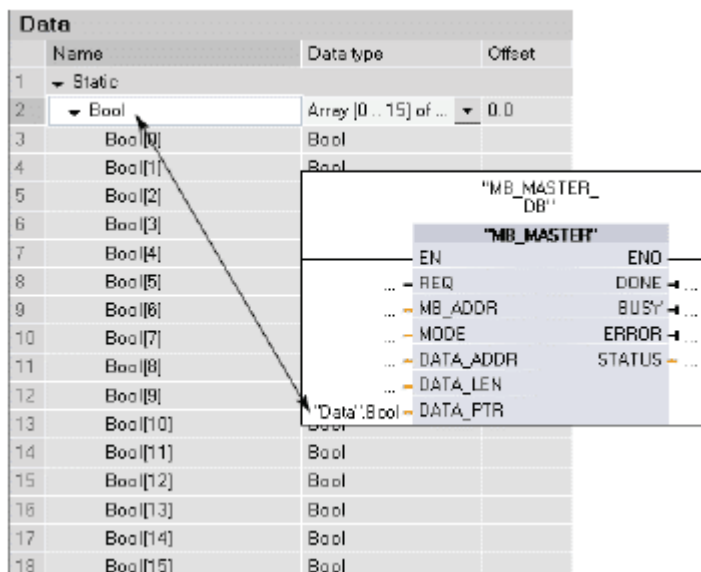 Data
Name Data type Offset
1 Static
2 Bool Array [0 .. 15] of ... 0.0
3 Bool[0] Bool
4 Bool[1] Bool
5 Bool[2]
6 Bool[3]
7 Bool[4]
8 Bool[5]
9 Bool[6]
10 Bool[7]
11 Bool[8]
12 Bool[9]
13 Bool[10] Bool
14 Bool[11] Bool
15 Bool[12] Bool
16 Bool[13] Bool
17 Bool[14] Bool
18 Bool[15] Bool
"MB_MASTER_
DB"
"MB_MASTER"
EN ENO
... REQ DONE ...
... MB_ADDR BUSY ...
... MODE ERROR ...
... DATA_ADDR STATUS ...
... DATA_LEN
"Data".Bool DATA_PTR